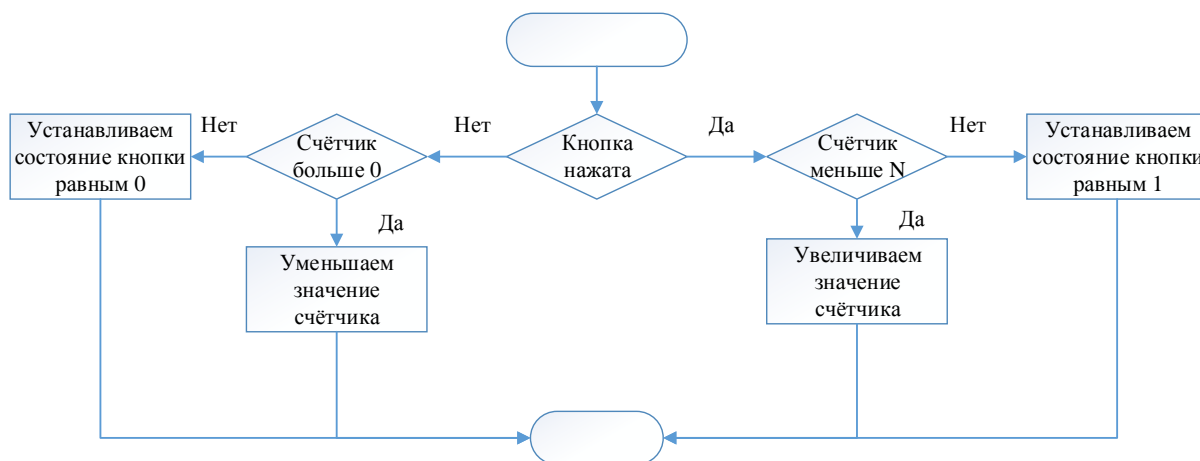 Устанавливаем
состояние кнопки
равным 0
Нет
Счётчик
больше 0
Нет
Кнопка
нажата
Да
Счётчик
меньше N
Нет
Устанавливаем
состояние кнопки
равным 1
Да
Да
Уменьшаем
значение
счётчика
Увеличиваем
значение
счётчика